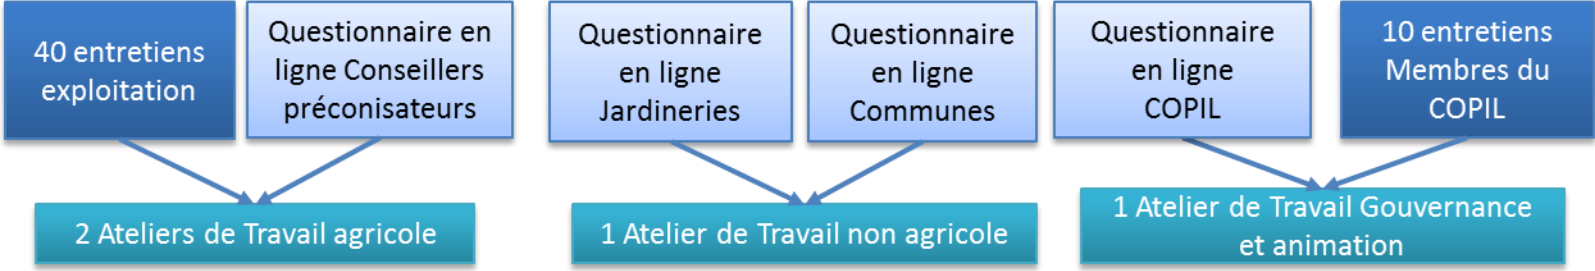 40 entretiens
exploitation
Questionnaire en
ligne Conseillers
préconisateurs
Questionnaire
en ligne
Jardineries
Questionnaire
en ligne
Communes
Questionnaire
en ligne
COPIL
10 entretiens
Membres du
COPIL
2 Ateliers de Travail agricole
1 Atelier de Travail non agricole
1 Atelier de Travail Gouvernance
et animation